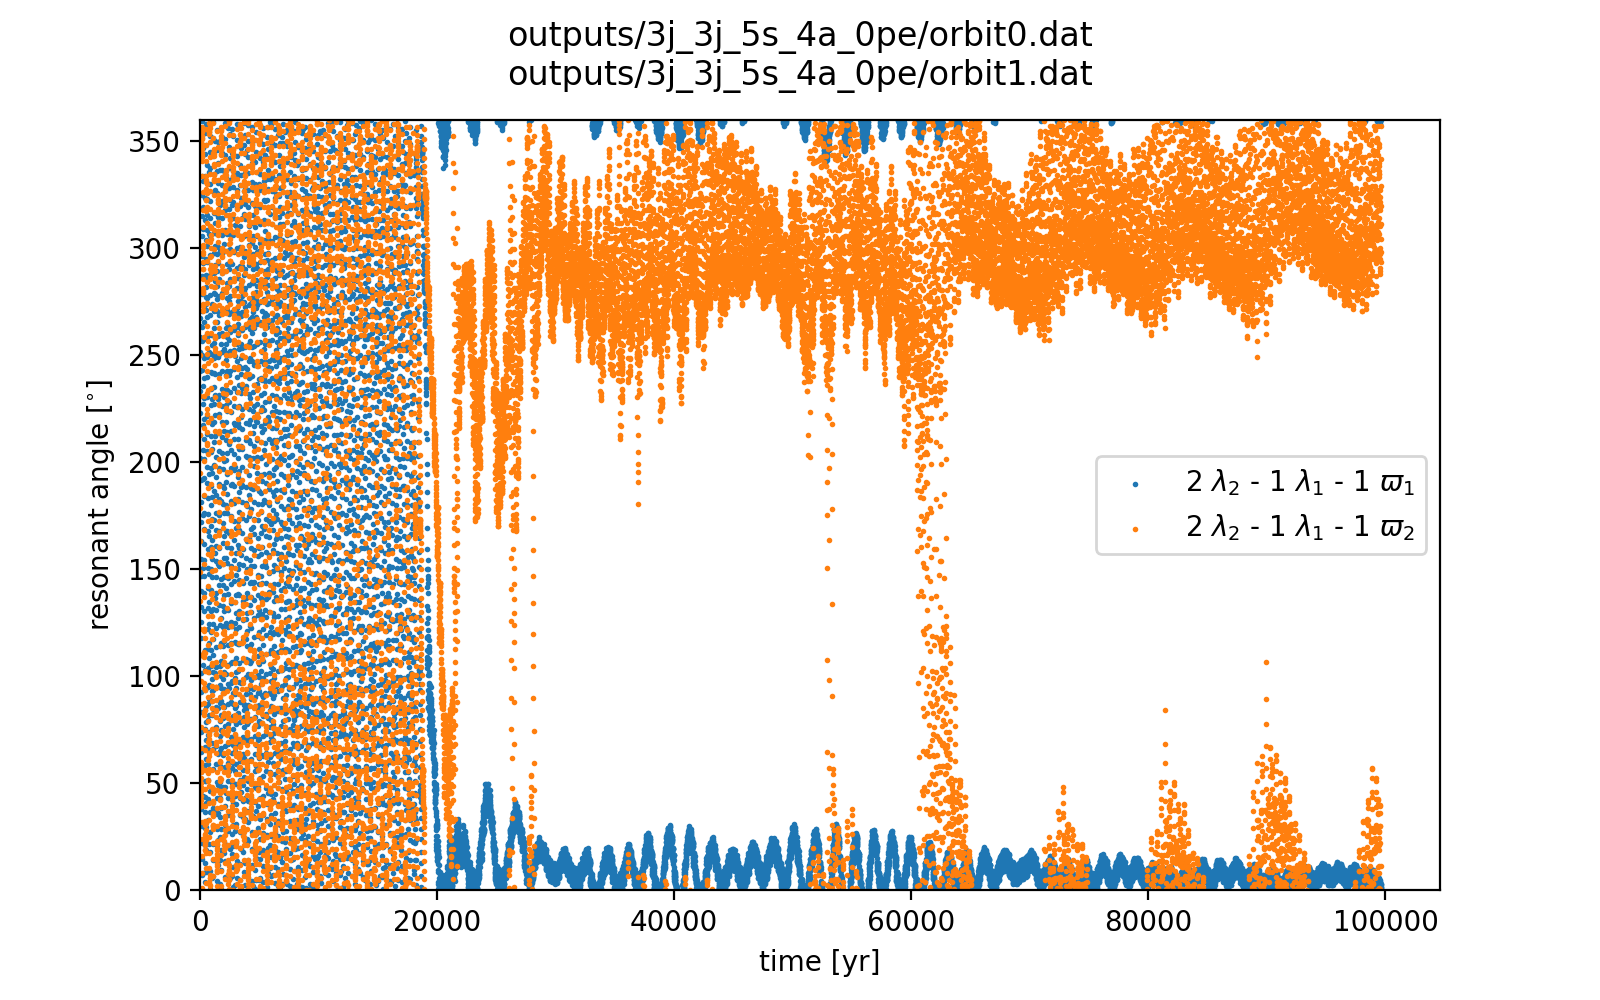 outputs/3j_3j_5s_4a_0pe/orbit0.dat
outputs/3j_3j_5s_4a_0pe/orbit1.dat
350
300
250
200
150
100
50
0
resonant angle [°]
2 λ₂ - 1 λ₁ - 1 ϖ₁
2 λ₂ - 1 λ₁ - 1 ϖ₂
0 20000 40000 60000 80000 100000
time [yr]